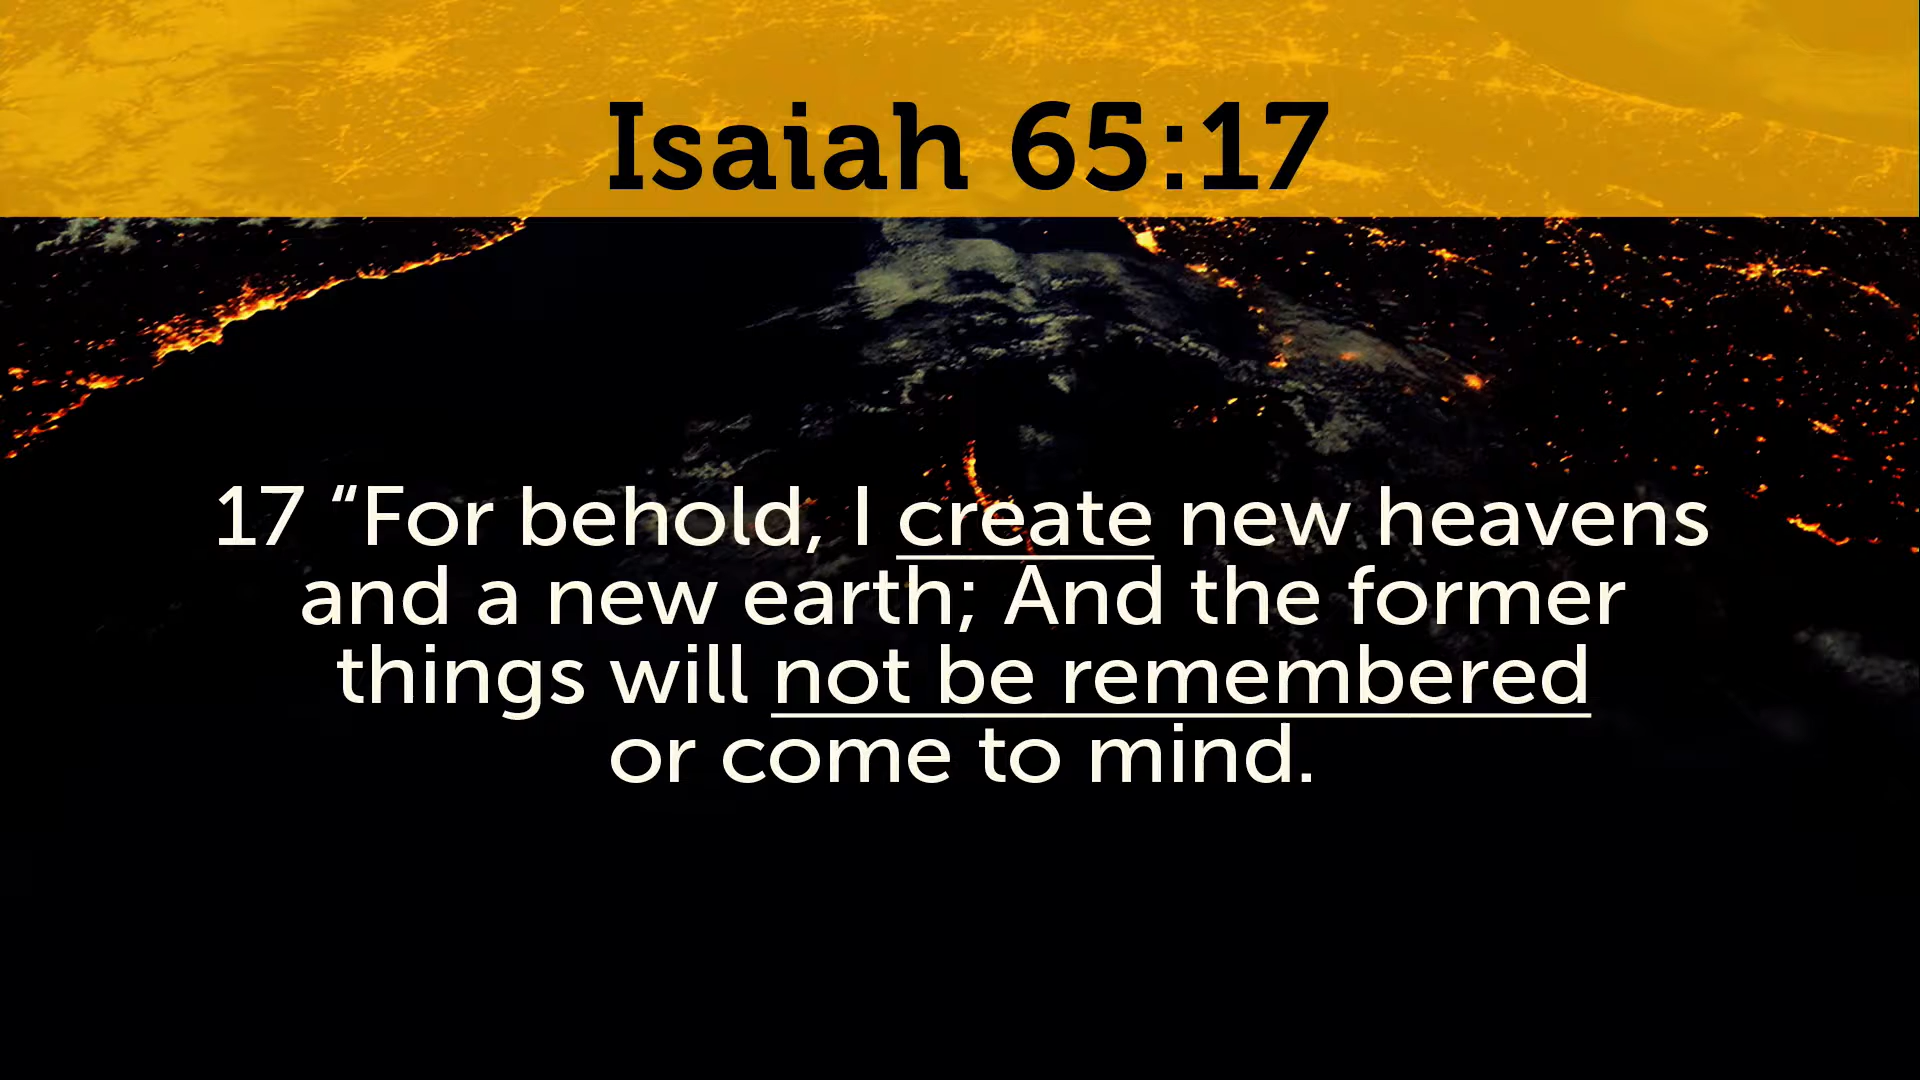 Isaiah 65:17
17 “For behold, I create new heavens
and a new earth; And the former
things will not be remembered
or come to mind.